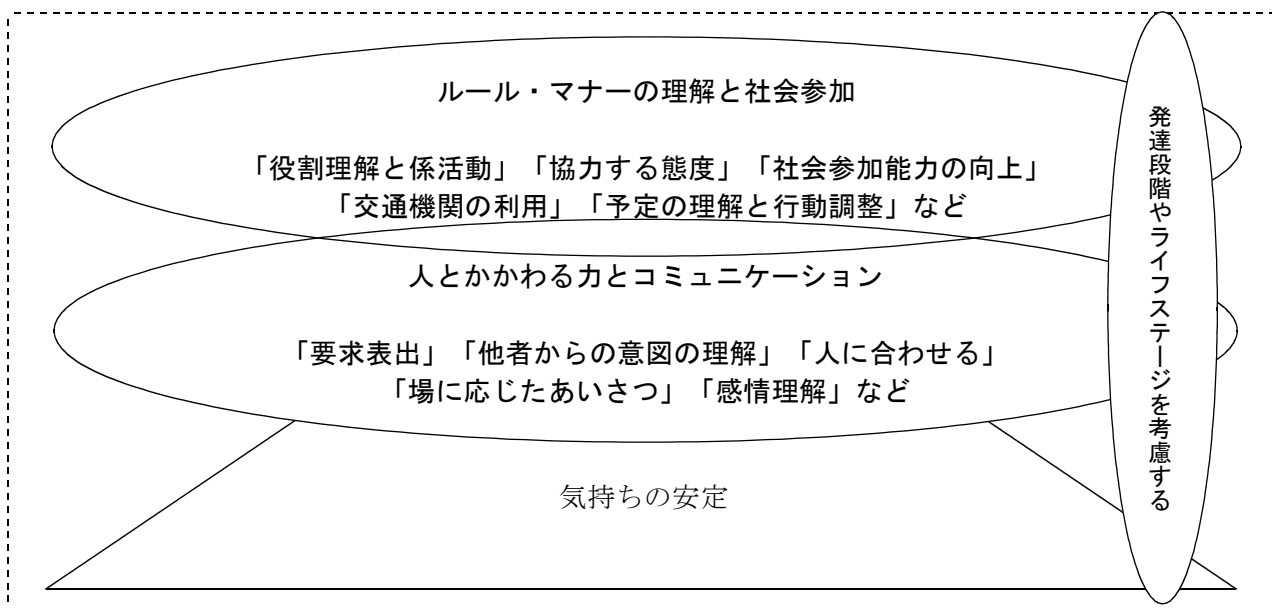 ルール・マナーの理解と社会参加
「役割理解と係活動」「協力する態度」「社会参加能力の向上」
「交通機関の利用」「予定の理解と行動調整」など
人とかかわる力とコミュニケーション
「要求表出」「他者からの意図の理解」「人に合わせる」
「場に応じたあいさつ」「感情理解」など
気持ちの安定
発達段階やライフステージを考慮する